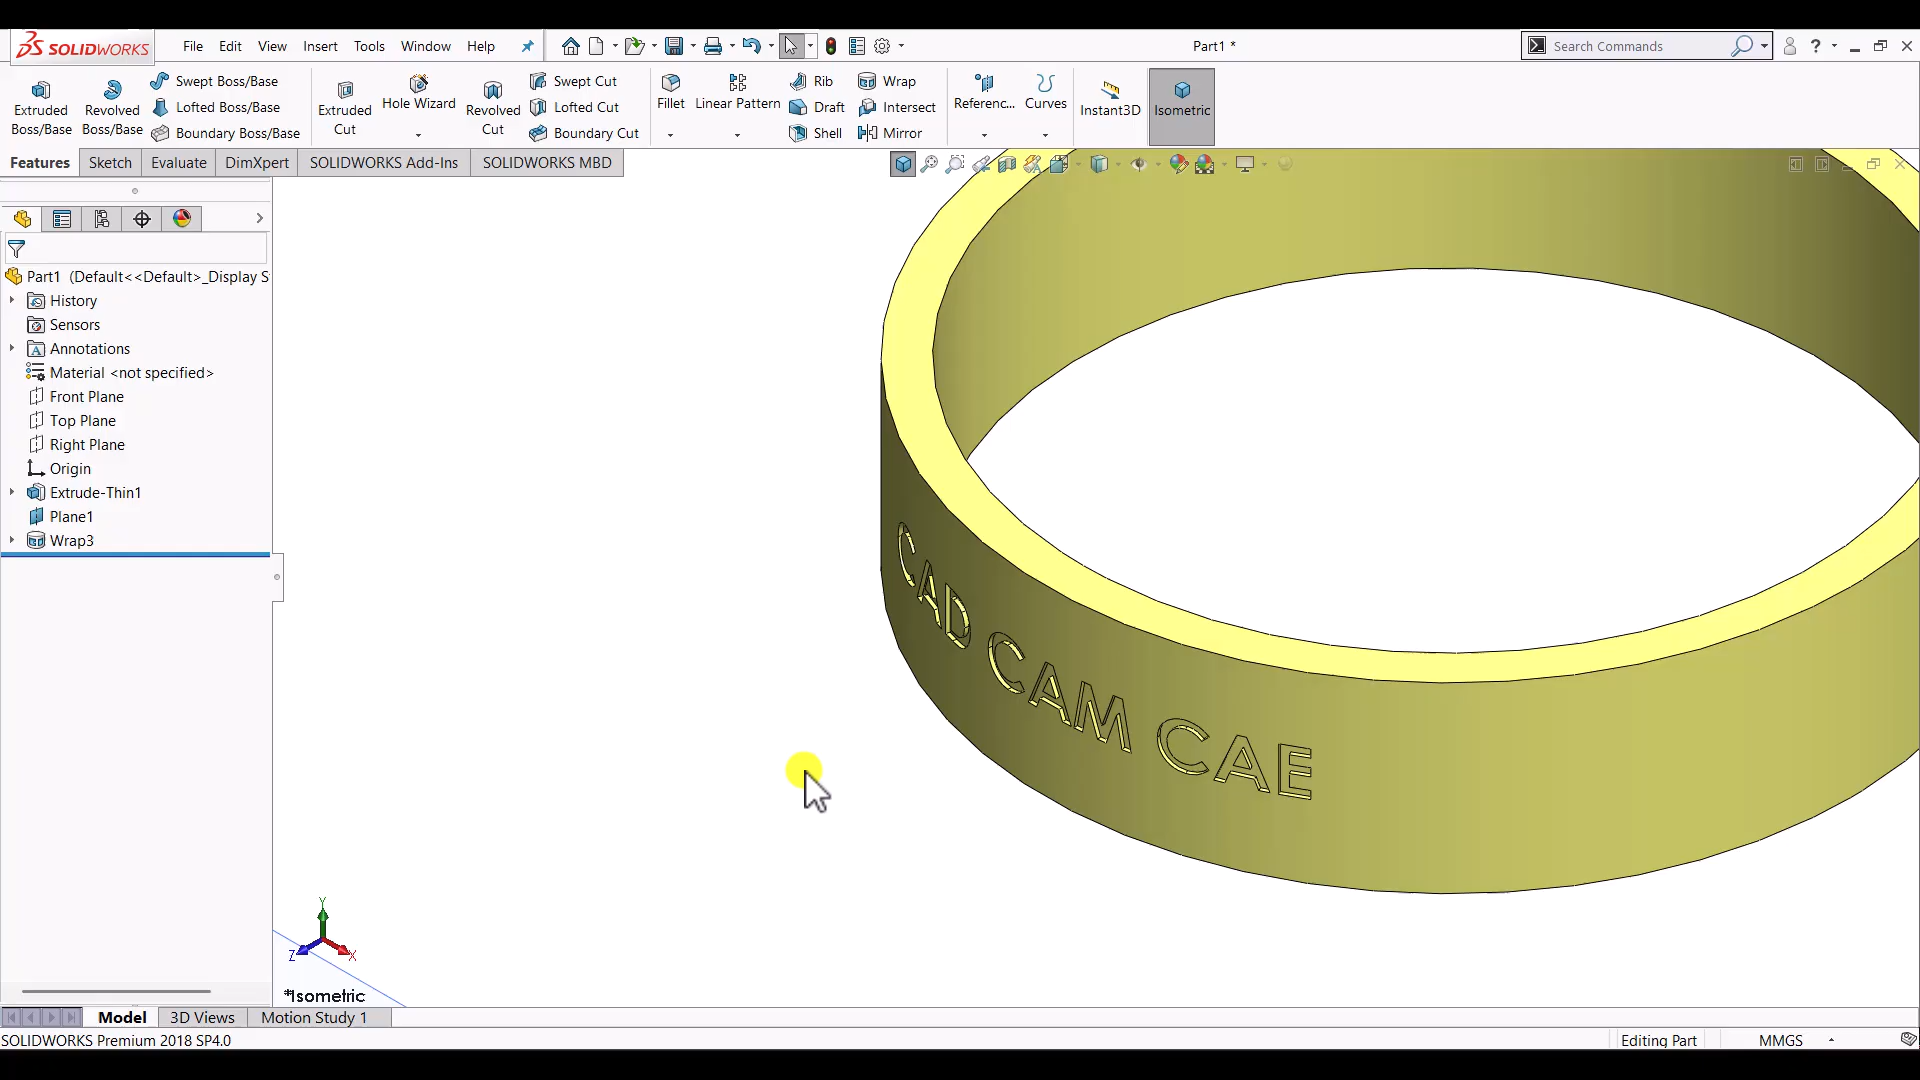 SOLIDWORKS File Edit View Insert Tools Window Help Part1 * Search Commands ?
Extruded Boss/Base Revolved Boss/Base Swept Boss/Base Lofted Boss/Base Boundary Boss/Base Extruded Cut Hole Wizard Revolved Cut Swept Cut Lofted Cut Boundary Cut Fillet Linear Pattern Rib Draft Shell Wrap Intersect Mirror Referenc... Curves Instant3D Isometric
Features Sketch Evaluate DimXpert SOLIDWORKS Add-Ins SOLIDWORKS MBD
Part1 (Default<<Default>_Display S
History
Sensors
A Annotations
Material <not specified>
Front Plane
Top Plane
Right Plane
Origin
Extrude-Thin1
Plane1
Wrap3
CAD CAM CAE
Y
Z X
*Isometric
Model 3D Views Motion Study 1
SOLIDWORKS Premium 2018 SP4.0 Editing Part MMGS